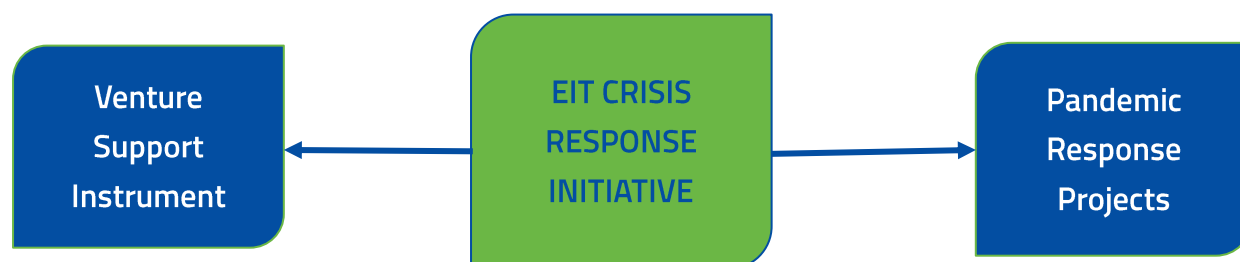 Venture
Support
Instrument
EIT CRISIS
RESPONSE
INITIATIVE
Pandemic
Response
Projects